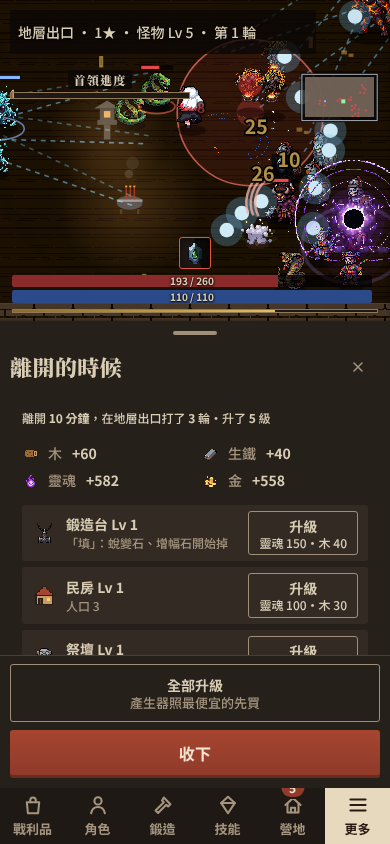 地層出口 • 1★ • 怪物 Lv 5 • 第 1 輪
首領進度
25
10
26
193 / 260
110 / 110
離開的時候
離開 10 分鐘，在地層出口打了 3 輪 · 升了 5 級
木 +60
生鐵 +40
靈魂 +582
金 +558
鍛造台 Lv 1
「填」：蛻變石、增幅石開始掉
升級
靈魂 150 · 木 40
民房 Lv 1
人口 3
升級
靈魂 100 · 木 30
祭壇 Lv 1
升級
全部升級
產生器照最便宜的先買
收下
5
戰利品
角色
鍛造
技能
營地
更多